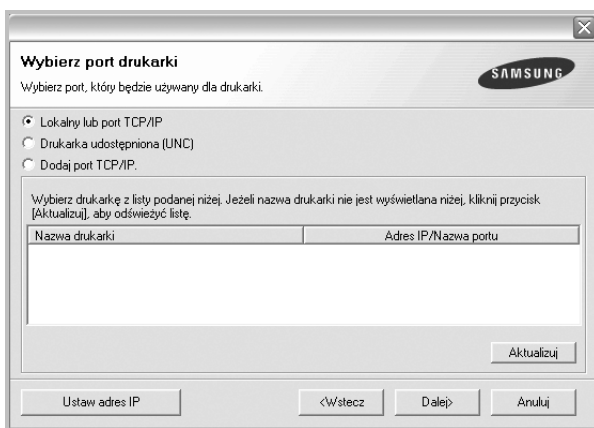 Wybierz port drukarki
Wybierz port, który będzie używany dla drukarki.
SAMSUNG
Lokalny lub port TCP/IP
Drukarka udostępniona (UNC)
Dodaj port TCP/IP.
Wybierz drukarkę z listy podanej niżej. Jeżeli nazwa drukarki nie jest wyświetlana niżej, kliknij przycisk
[Aktualizuj], aby odświeżyć listę.
Nazwa drukarki Adres IP/Nazwa portu
Aktualizuj
Ustaw adres IP <Wstecz Dalej> Anuluj